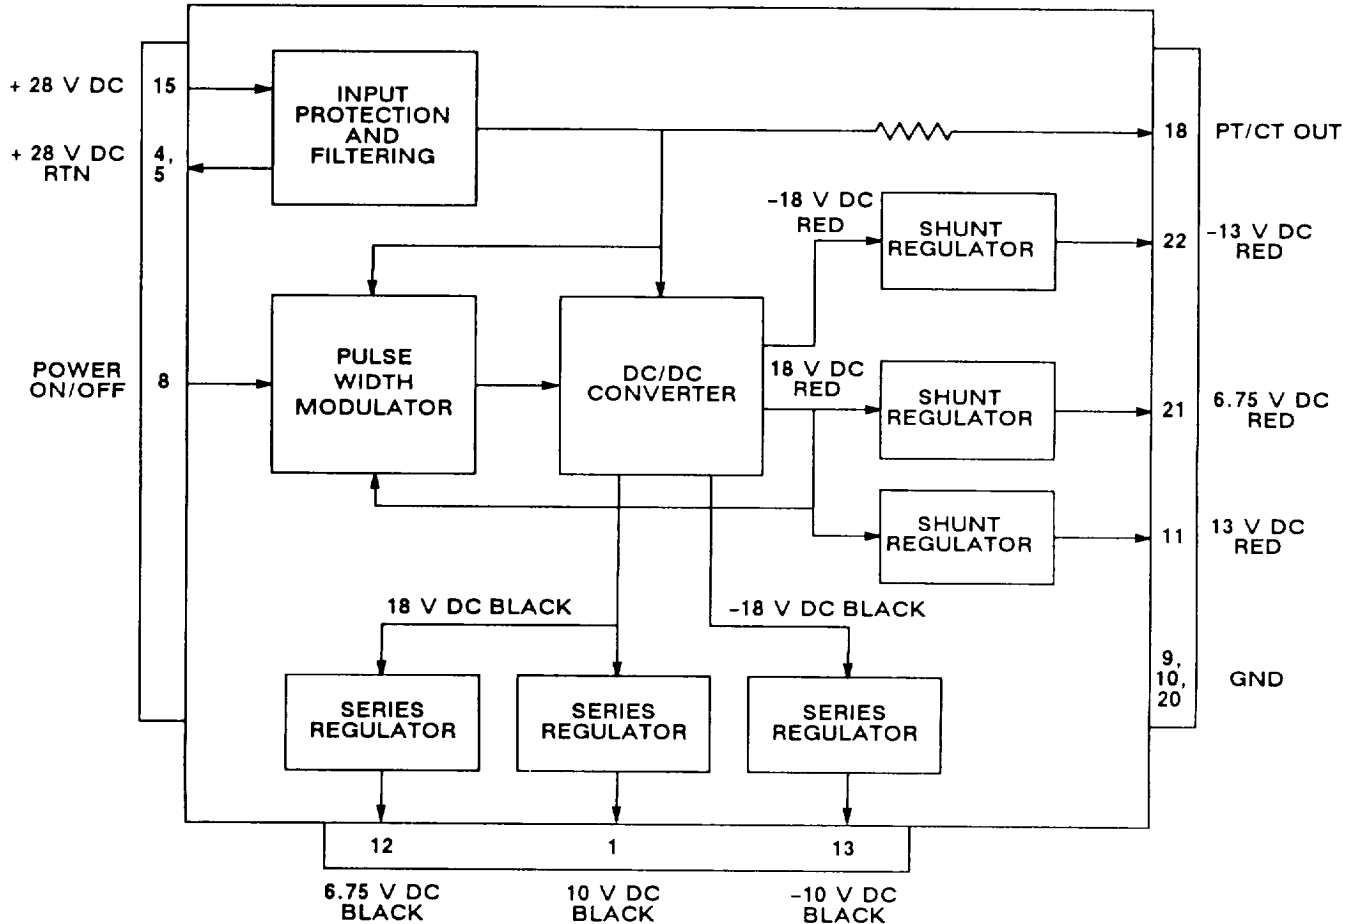 + 28 V DC
15
+ 28 V DC
RTN
4,
5
INPUT
PROTECTION
AND
FILTERING
18
PT/CT OUT
-18 V DC
RED
SHUNT
REGULATOR
22
-13 V DC
RED
POWER
ON/OFF
8
PULSE
WIDTH
MODULATOR
DC/DC
CONVERTER
18 V DC
RED
SHUNT
REGULATOR
21
6.75 V DC
RED
SHUNT
REGULATOR
11
13 V DC
RED
18 V DC BLACK
-18 V DC BLACK
9,
10,
20
GND
SERIES
REGULATOR
SERIES
REGULATOR
SERIES
REGULATOR
12
1
13
6.75 V DC
BLACK
10 V DC
BLACK
-10 V DC
BLACK